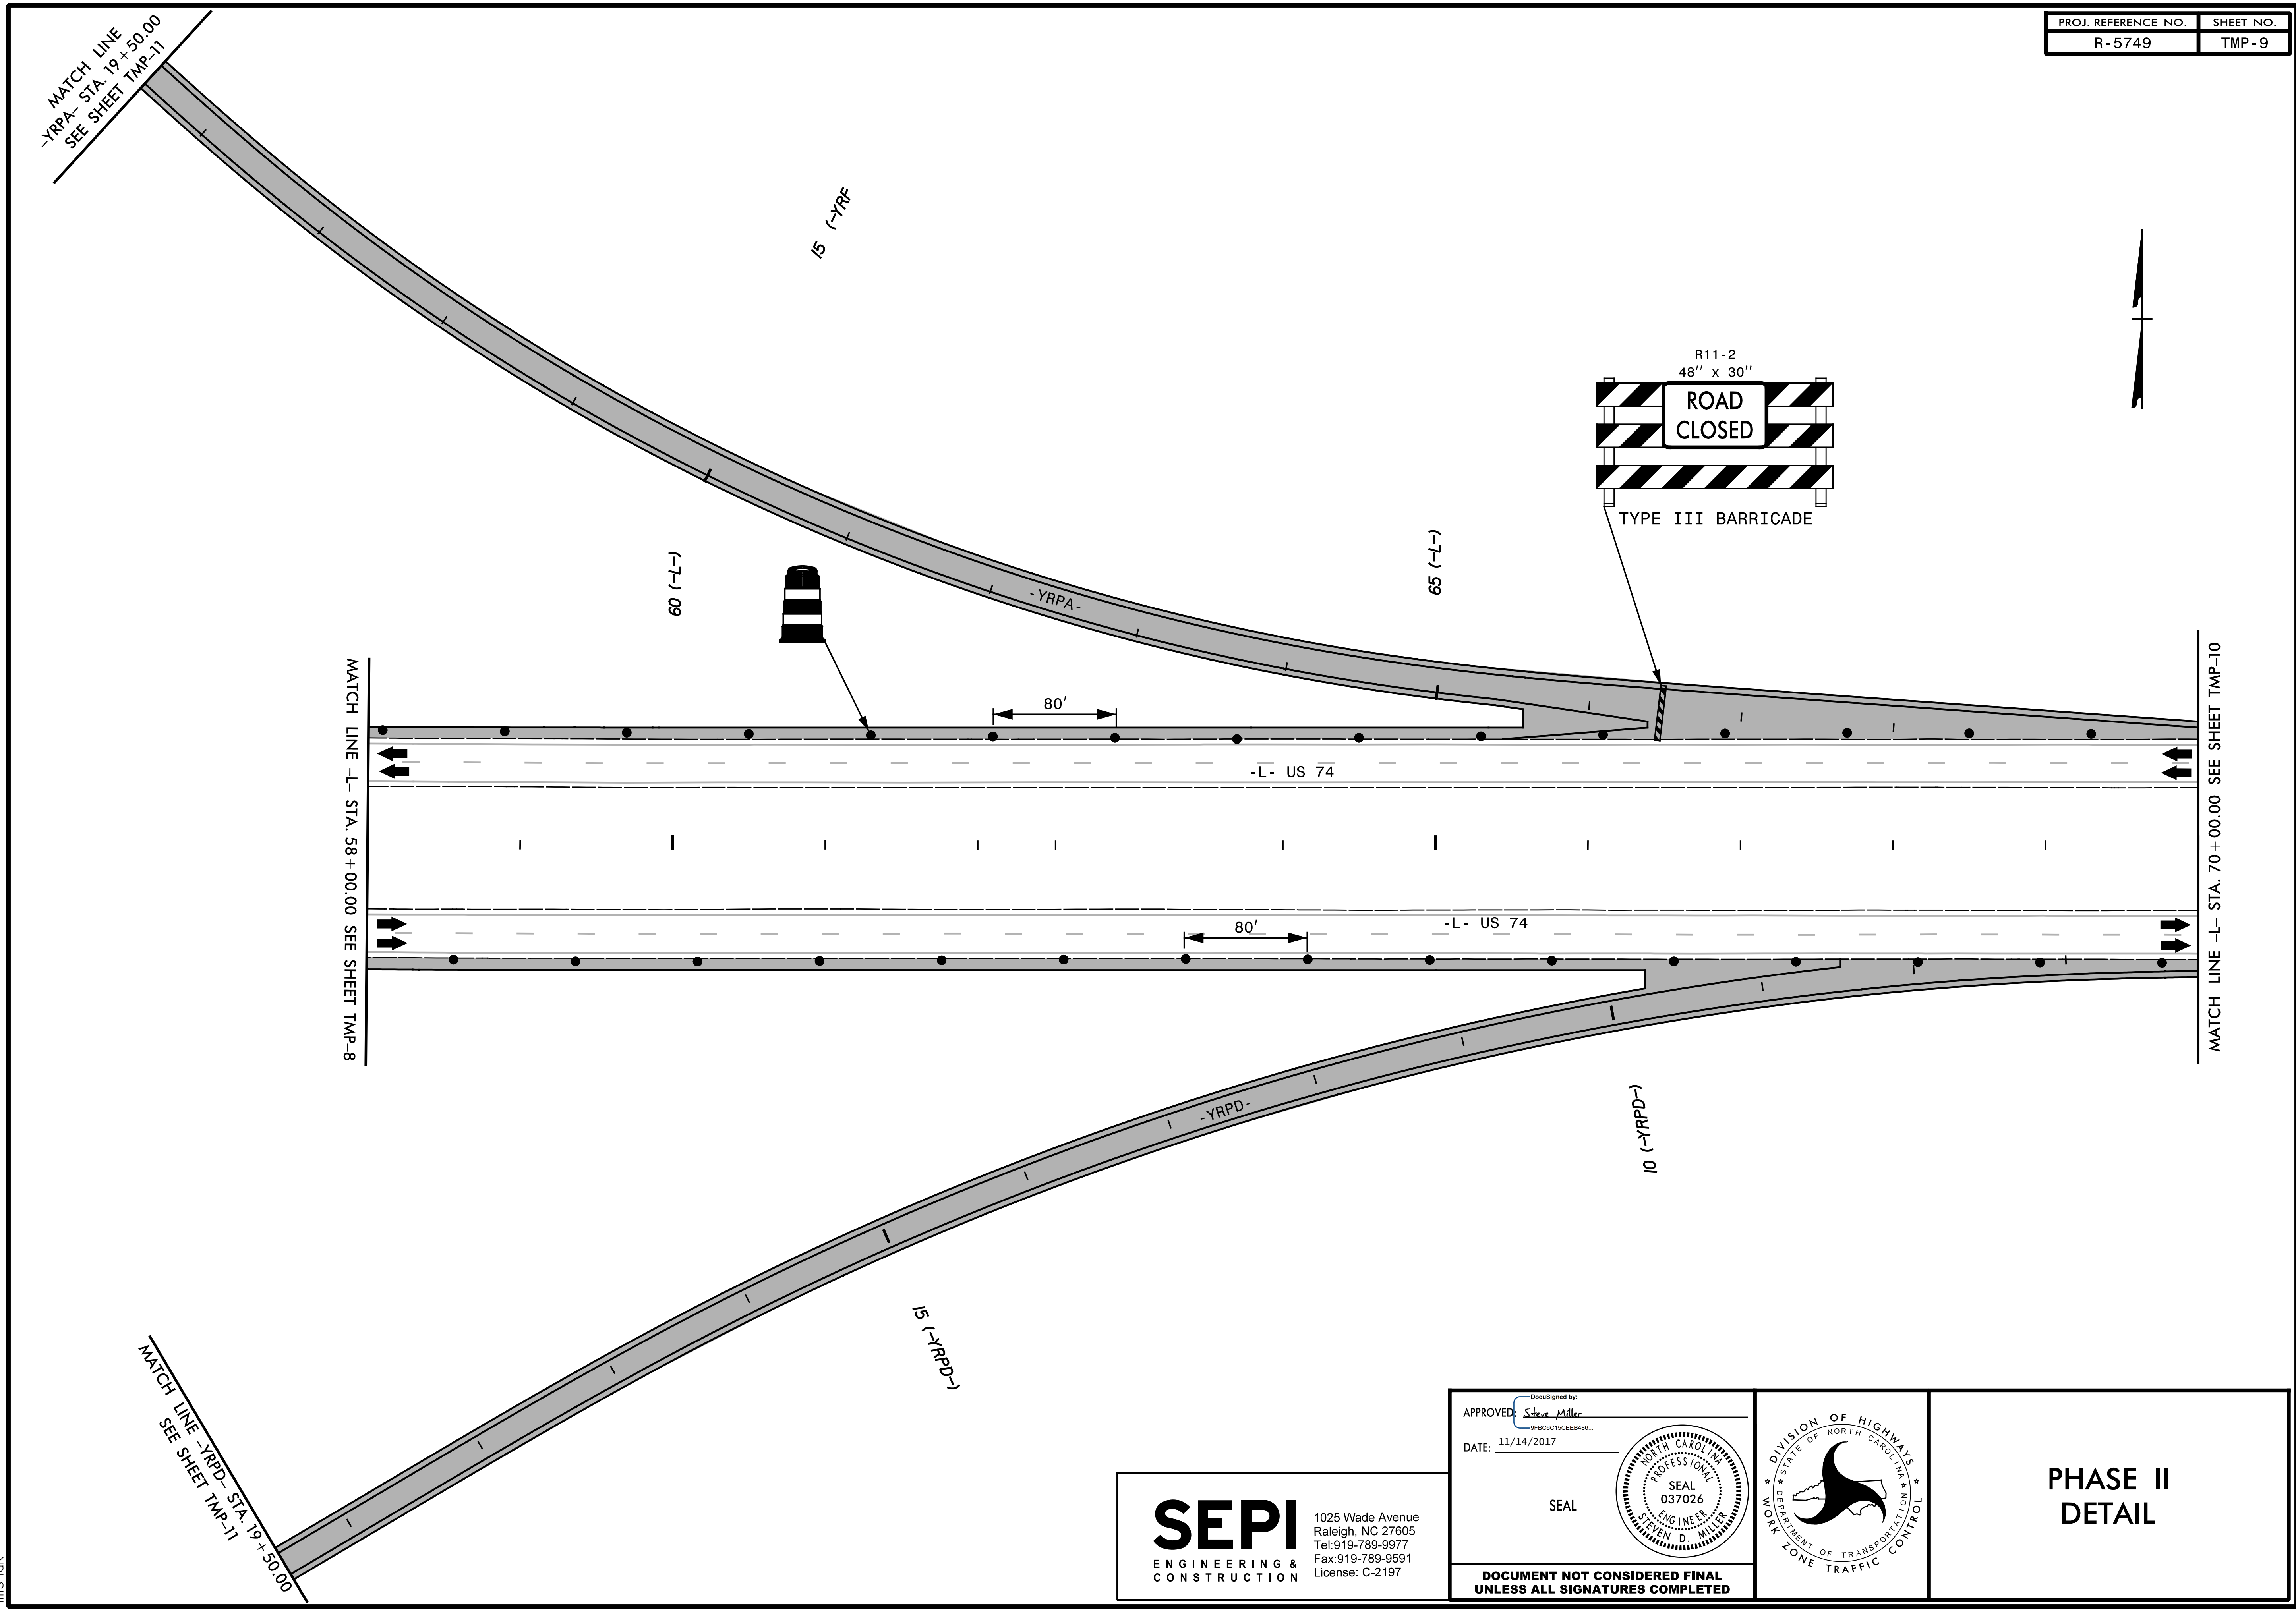 PROJ. REFERENCE NO.
SHEET NO.
R-5749
TMP-9
MATCH LINE
-YRPA- STA. 19+50.00
SEE SHEET TMP-11
15 (-YRF
R11-2
48'' x 30''
ROAD
CLOSED
TYPE III BARRICADE
60 (-L-)
65 (-L-)
-YRPA-
80'
-L- US 74
MATCH LINE -L- STA. 58+00.00 SEE SHEET TMP-8
MATCH LINE -L- STA. 70+00.00 SEE SHEET TMP-10
80'
-L- US 74
-YRPD-
10 (-YRPD-)
15 (-YRPD-)
MATCH LINE -YRPD- STA. 19+50.00
SEE SHEET TMP-11
SEPI
ENGINEERING &
CONSTRUCTION
1025 Wade Avenue
Raleigh, NC 27605
Tel:919-789-9977
Fax:919-789-9591
License: C-2197
DocuSigned by:
APPROVED: Steve Miller
9FBC6C15CEEB486...
DATE: 11/14/2017
SEAL
NORTH CAROLINA
PROFESSIONAL
SEAL
037026
ENGINEER
STEVEN D. MILLER
DOCUMENT NOT CONSIDERED FINAL
UNLESS ALL SIGNATURES COMPLETED
DIVISION OF HIGHWAYS
STATE OF NORTH CAROLINA
DEPARTMENT OF TRANSPORTATION
WORK ZONE TRAFFIC CONTROL
PHASE II
DETAIL